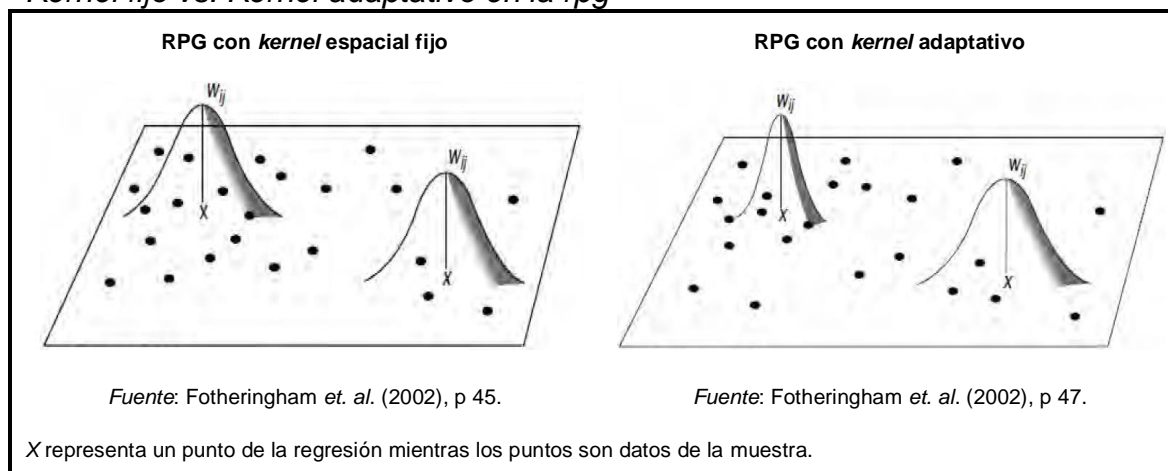 Kernel fijo vs. Kernel adaptativo en la rpg
RPG con kernel espacial fijo
RPG con kernel adaptativo
Wij
Wij
X
X
Wij
Wij
X
X
Fuente: Fotheringham et. al. (2002), p 45.
Fuente: Fotheringham et. al. (2002), p 47.
X representa un punto de la regresión mientras los puntos son datos de la muestra.